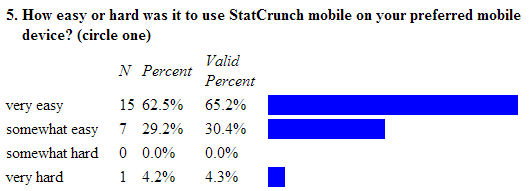 5. How easy or hard was it to use StatCrunch mobile on your preferred mobile
device? (circle one)
N Percent Valid Percent
very easy 15 62.5% 65.2%
somewhat easy 7 29.2% 30.4%
somewhat hard 0 0.0% 0.0%
very hard 1 4.2% 4.3%